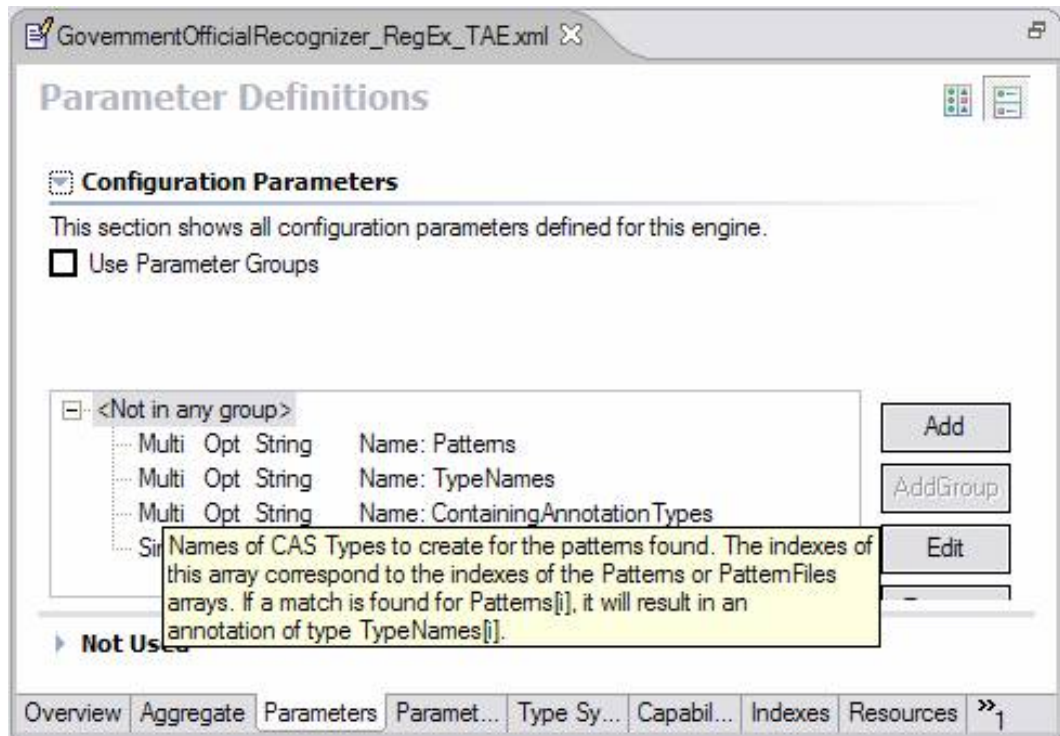 GovernmentOfficialRecognizer_RegEx_TAE.xml
Parameter Definitions
Configuration Parameters
This section shows all configuration parameters defined for this engine.
Use Parameter Groups
<Not in any group>
Multi Opt String Name: Patterns
Multi Opt String Name: TypeNames
Multi Opt String Name: ContainingAnnotationTypes
Names of CAS Types to create for the patterns found. The indexes of
this array correspond to the indexes of the Patterns or PatternFiles
arrays. If a match is found for Patterns[i], it will result in an
annotation of type TypeNames[i].
Add
AddGroup
Edit
Not Used
Overview Aggregate Parameters Paramet... Type Sy... Capabil... Indexes Resources »1